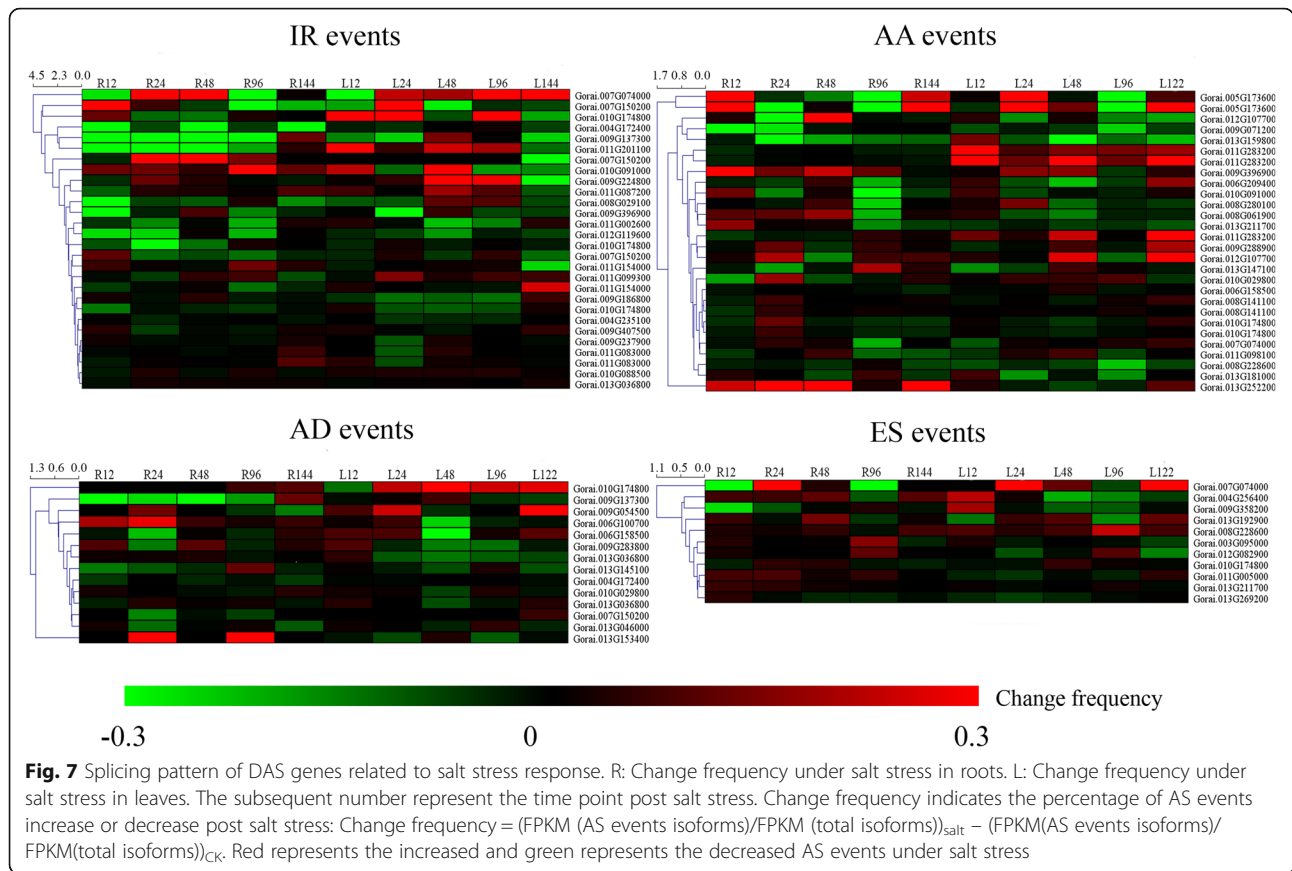 IR events
4.5 2.3 0.0
R12 R24 R48 R96 R144 L12 L24 L48 L96 L144
Gorai.007G074000
Gorai.007G150200
Gorai.010G174800
Gorai.004G172400
Gorai.009G137300
Gorai.011G201100
Gorai.007G150200
Gorai.010G091000
Gorai.009G224800
Gorai.011G087200
Gorai.008G029100
Gorai.009G396900
Gorai.011G002600
Gorai.012G119600
Gorai.010G174800
Gorai.007G150200
Gorai.011G154000
Gorai.011G099300
Gorai.011G154000
Gorai.009G186800
Gorai.010G174800
Gorai.004G235100
Gorai.009G407500
Gorai.009G237900
Gorai.011G083000
Gorai.011G083000
Gorai.010G088500
Gorai.013G036800
AA events
1.7 0.8 0.0
R12 R24 R48 R96 R144 L12 L24 L48 L96 L122
Gorai.005G173600
Gorai.005G173600
Gorai.012G107700
Gorai.009G071200
Gorai.013G159800
Gorai.011G283200
Gorai.011G283200
Gorai.009G396900
Gorai.006G209400
Gorai.010G091000
Gorai.008G280100
Gorai.008G061900
Gorai.013G211700
Gorai.011G283200
Gorai.009G288900
Gorai.012G107700
Gorai.013G147100
Gorai.010G029800
Gorai.006G158500
Gorai.008G141100
Gorai.008G141100
Gorai.010G174800
Gorai.010G174800
Gorai.007G074000
Gorai.011G098100
Gorai.008G228600
Gorai.013G181000
Gorai.013G252200
AD events
1.3 0.6 0.0
R12 R24 R48 R96 R144 L12 L24 L48 L96 L122
Gorai.010G174800
Gorai.009G137300
Gorai.009G054500
Gorai.006G100700
Gorai.006G158500
Gorai.009G283800
Gorai.013G036800
Gorai.013G145100
Gorai.004G172400
Gorai.010G029800
Gorai.013G036800
Gorai.007G150200
Gorai.013G046000
Gorai.013G153400
ES events
1.1 0.5 0.0
R12 R24 R48 R96 R144 L12 L24 L48 L96 L122
Gorai.007G074000
Gorai.004G256400
Gorai.009G358200
Gorai.013G192900
Gorai.008G228600
Gorai.003G095000
Gorai.012G082900
Gorai.010G174800
Gorai.011G005000
Gorai.013G211700
Gorai.013G269200
Change frequency
-0.3 0 0.3
Fig. 7 Splicing pattern of DAS genes related to salt stress response. R: Change frequency under salt stress in roots. L: Change frequency under
salt stress in leaves. The subsequent number represent the time point post salt stress. Change frequency indicates the percentage of AS events
increase or decrease post salt stress: Change frequency = (FPKM (AS events isoforms)/FPKM (total isoforms))salt – (FPKM(AS events isoforms)/
FPKM(total isoforms))CK. Red represents the increased and green represents the decreased AS events under salt stress